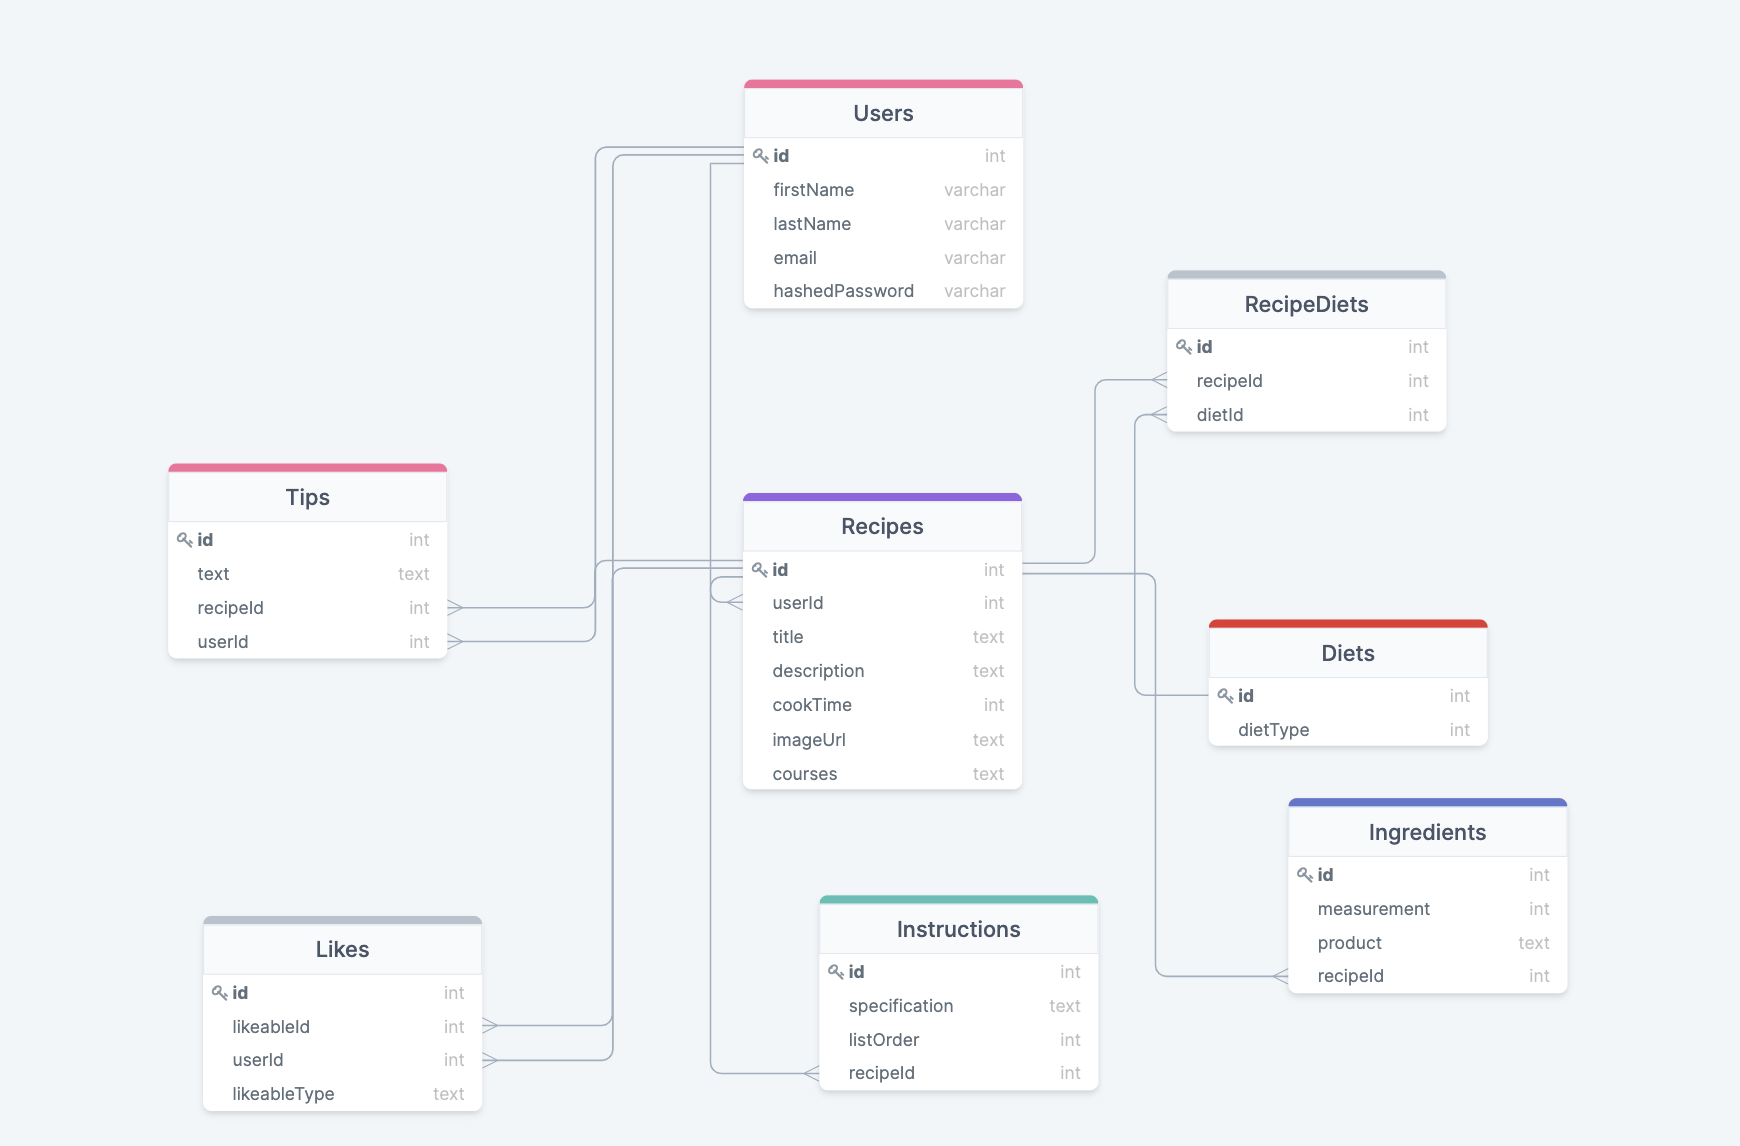 Users
id int
firstName varchar
lastName varchar
email varchar
hashedPassword varchar
RecipeDiets
id int
recipeId int
dietId int
Tips
id int
text text
recipeId int
userId int
Recipes
id int
userId int
title text
description text
cookTime int
imageUrl text
courses text
Diets
id int
dietType int
Ingredients
id int
measurement int
product text
recipeId int
Likes
id int
likeableId int
userId int
likeableType text
Instructions
id int
specification text
listOrder int
recipeId int